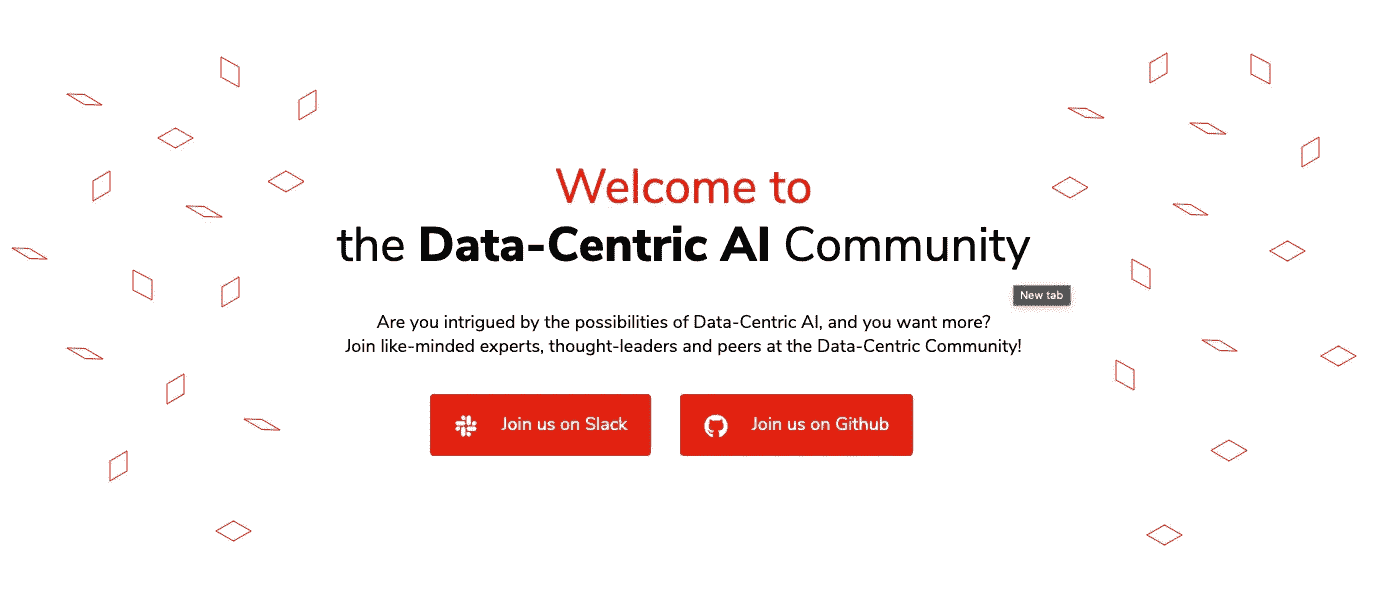 Welcome to
the Data-Centric AI Community
New tab
Are you intrigued by the possibilities of Data-Centric AI, and you want more?
Join like-minded experts, thought-leaders and peers at the Data-Centric Community!
Join us on Slack
Join us on Github